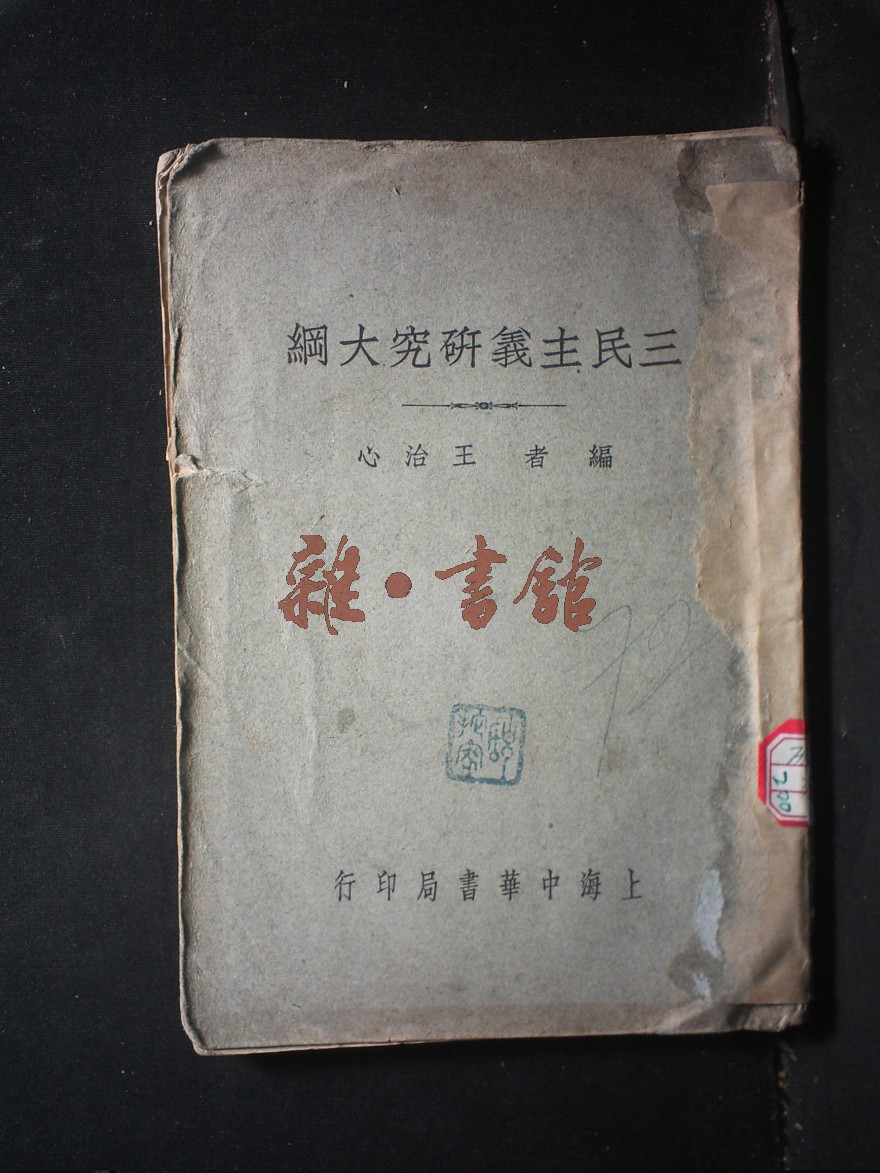 三民主義研究大綱
編者 王治心
雜·書館
上海中華書局印行
200